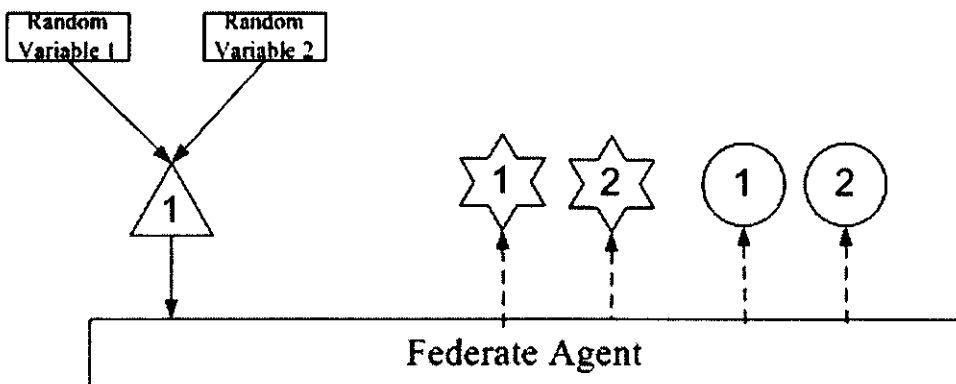 Random
Variable 1
Random
Variable 2
1
1
2
1
2
Federate Agent